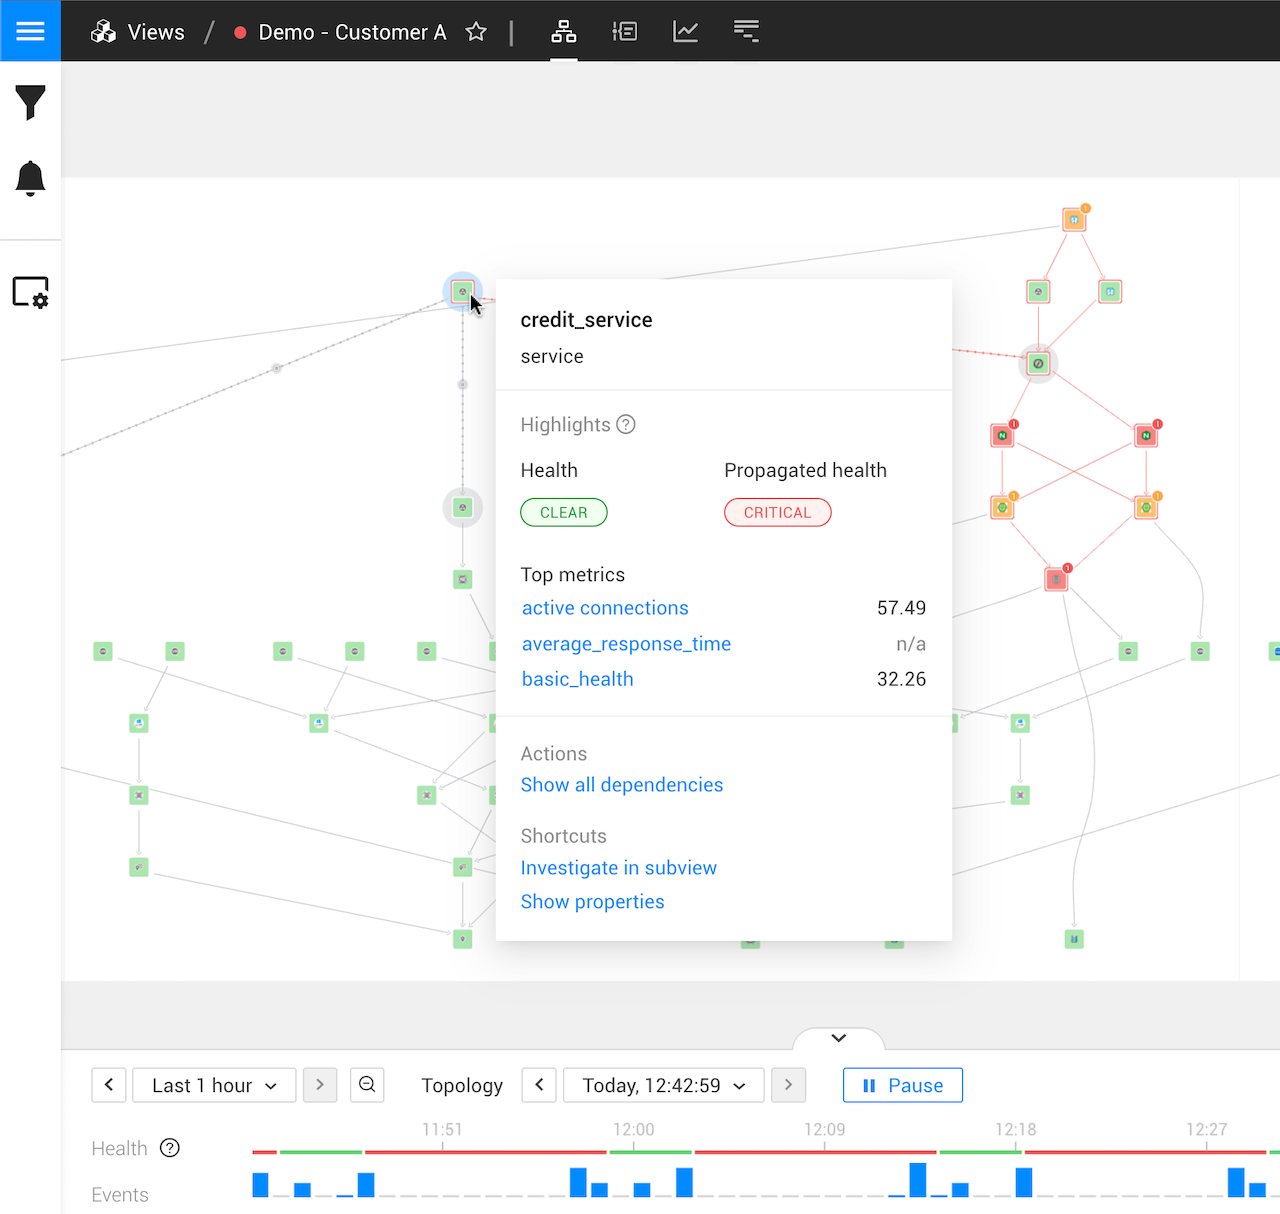 Views / Demo - Customer A
credit_service
service
Highlights ?
Health Propagated health
CLEAR CRITICAL
Top metrics
active connections 57.49
average_response_time n/a
basic_health 32.26
Actions
Show all dependencies
Shortcuts
Investigate in subview
Show properties
Last 1 hour Topology Today, 12:42:59 Pause
11:51 12:00 12:09 12:18 12:27
Health ?
Events